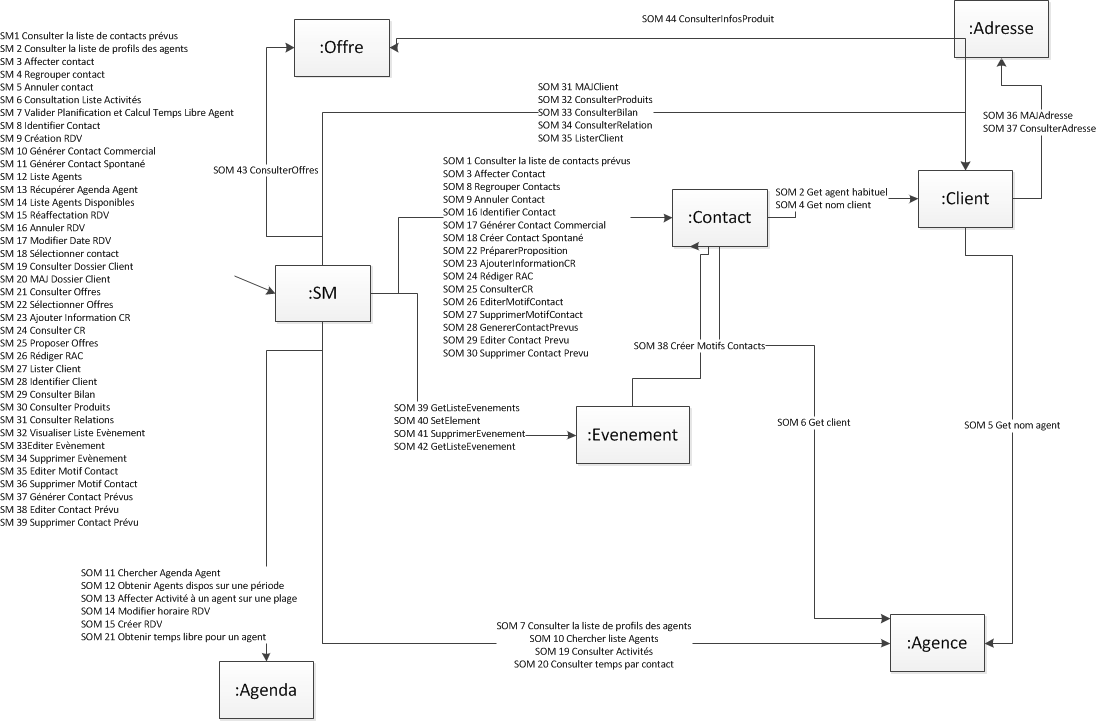 SM1 Consulter la liste de contacts prévus
SM 2 Consulter la liste de profils des agents
SM 3 Affecter contact
SM 4 Regrouper contact
SM 5 Annuler contact
SM 6 Consultation Liste Activités
SM 7 Valider Planification et Calcul Temps Libre Agent
SM 8 Identifier Contact
SM 9 Création RDV
SM 10 Générer Contact Commercial
SM 11 Générer Contact Spontané
SM 12 Liste Agents
SM 13 Récupérer Agenda Agent
SM 14 Liste Agents Disponibles
SM 15 Réaffectation RDV
SM 16 Annuler RDV
SM 17 Modifier Date RDV
SM 18 Sélectionner contact
SM 19 Consulter Dossier Client
SM 20 MAJ Dossier Client
SM 21 Consulter Offres
SM 22 Sélectionner Offres
SM 23 Ajouter Information CR
SM 24 Consulter CR
SM 25 Proposer Offres
SM 26 Rédiger RAC
SM 27 Lister Client
SM 28 Identifier Client
SM 29 Consulter Bilan
SM 30 Consulter Produits
SM 31 Consulter Relations
SM 32 Visualiser Liste Evènement
SM 33Editer Evènement
SM 34 Supprimer Evènement
SM 35 Editer Motif Contact
SM 36 Supprimer Motif Contact
SM 37 Générer Contact Prévus
SM 38 Editer Contact Prévu
SM 39 Supprimer Contact Prévu
:Offre
SOM 44 ConsulterInfosProduit
:Adresse
SOM 31 MAJClient
SOM 32 ConsulterProduits
SOM 33 ConsulterBilan
SOM 34 ConsulterRelation
SOM 35 ListerClient
SOM 36 MAJAdresse
SOM 37 ConsulterAdresse
SOM 43 ConsulterOffres
SOM 1 Consulter la liste de contacts prévus
SOM 3 Affecter Contact
SOM 8 Regrouper Contacts
SOM 9 Annuler Contact
SOM 16 Identifier Contact
SOM 17 Générer Contact Commercial
SOM 18 Créer Contact Spontané
SOM 22 PréparerProposition
SOM 23 AjouterInformationCR
SOM 24 Rédiger RAC
SOM 25 ConsulterCR
SOM 26 EditerMotifContact
SOM 27 SupprimerMotifContact
SOM 28 GenererContactPrevus
SOM 29 Editer Contact Prevu
SOM 30 Supprimer Contact Prevu
:Contact
SOM 2 Get agent habituel
SOM 4 Get nom client
:Client
:SM
SOM 38 Créer Motifs Contacts
SOM 39 GetListeEvenements
SOM 40 SetElement
SOM 41 SupprimerEvenement
SOM 42 GetListeEvenement
:Evenement
SOM 6 Get client
SOM 5 Get nom agent
SOM 11 Chercher Agenda Agent
SOM 12 Obtenir Agents dispos sur une période
SOM 13 Affecter Activité à un agent sur une plage
SOM 14 Modifier horaire RDV
SOM 15 Créer RDV
SOM 21 Obtenir temps libre pour un agent
SOM 7 Consulter la liste de profils des agents
SOM 10 Chercher liste Agents
SOM 19 Consulter Activités
SOM 20 Consulter temps par contact
:Agence
:Agenda